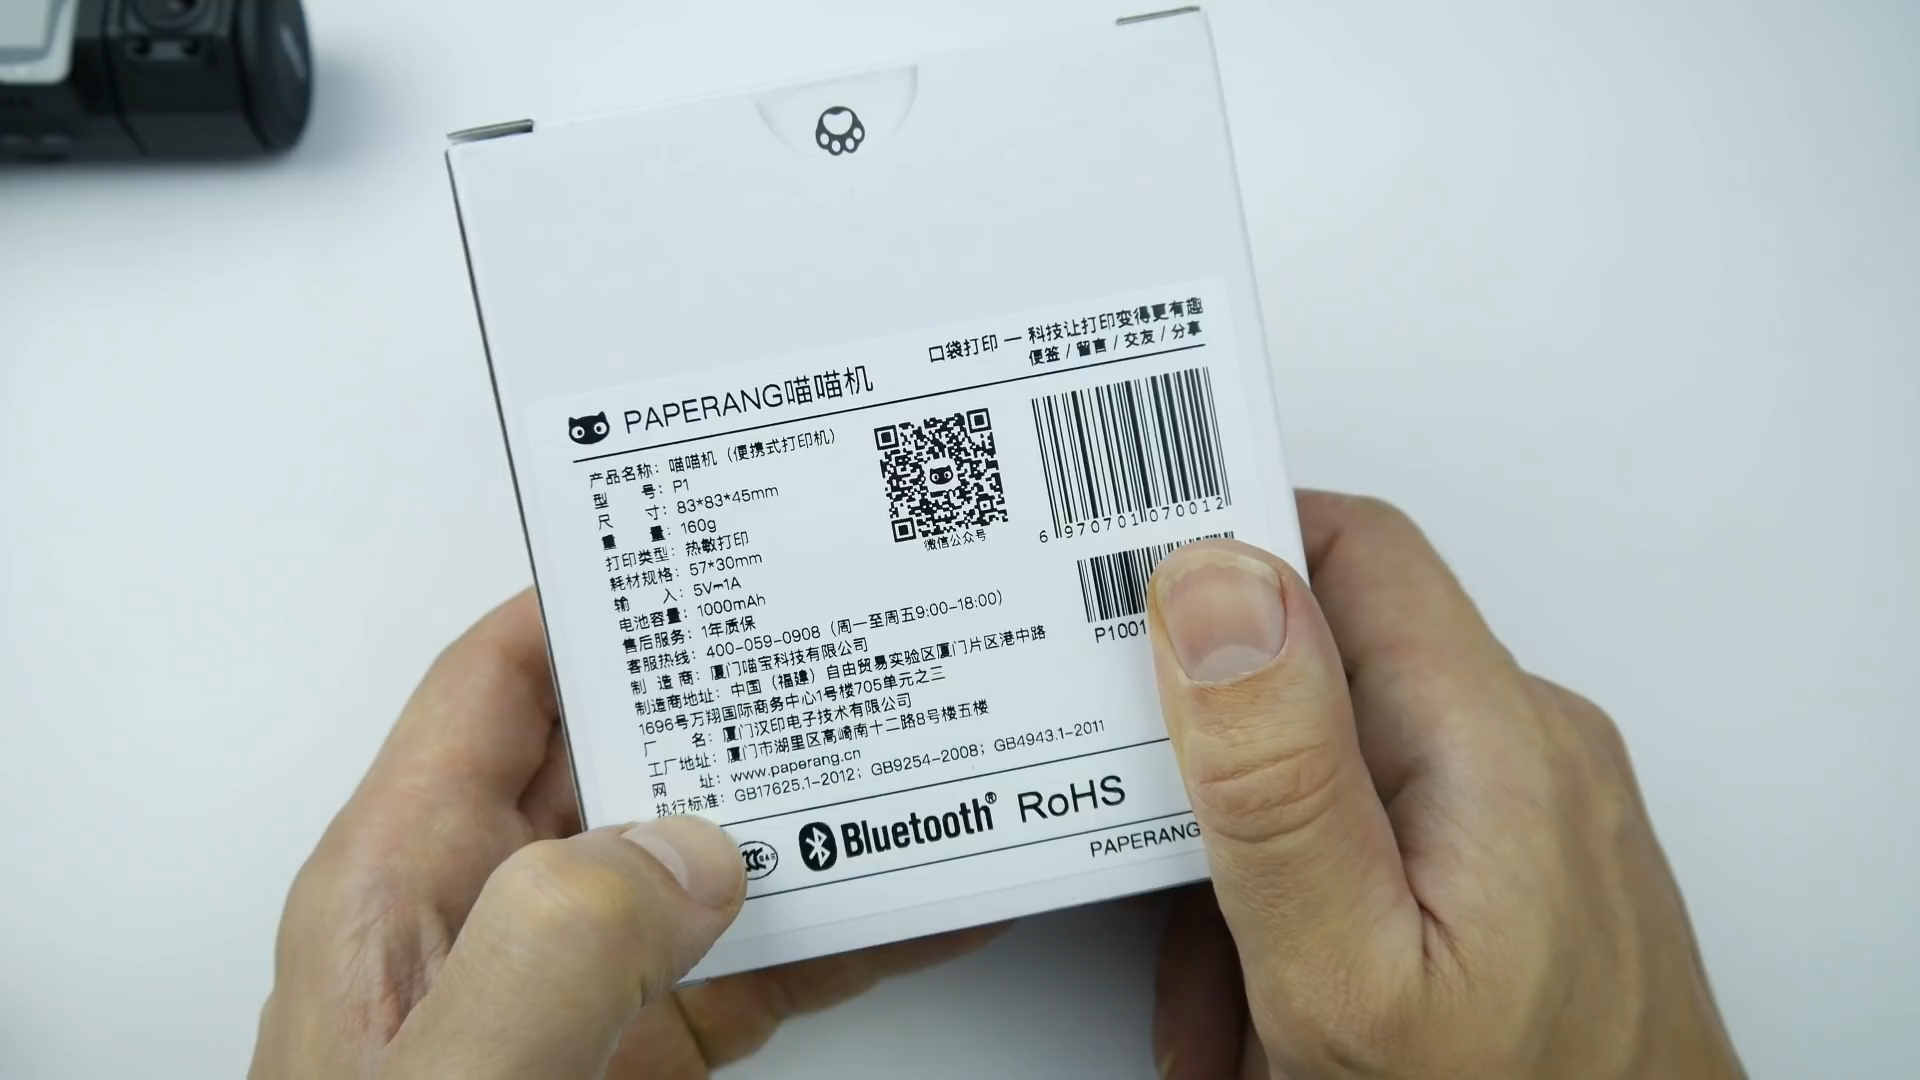 口袋打印 — 科技让打印变得更有趣
便签 / 留言 / 交友 / 分享
PAPERANG喵喵机
产品名称：喵喵机（便携式打印机）
型 号：P1
尺 寸：83*83*45mm
重 量：160g
打印类型：热敏打印
耗材规格：57*30mm
输 入：5V⎓1A
电池容量：1000mAh
售后服务：1年质保
客服热线：400-059-0908（周一至周五9:00-18:00）
制 造 商：厦门喵宝科技有限公司
制造商地址：中国（福建）自由贸易实验区厦门片区港中路
1696号万翔国际商务中心1号楼705单元之三
厂 名：厦门汉印电子技术有限公司
工厂地址：厦门市湖里区高崎南十二路8号楼五楼
网 址：www.paperang.cn
执行标准：GB17625.1-2012；GB9254-2008；GB4943.1-2011
微信公众号
6 970701 070012
P1001
Bluetooth® RoHS
PAPERANG